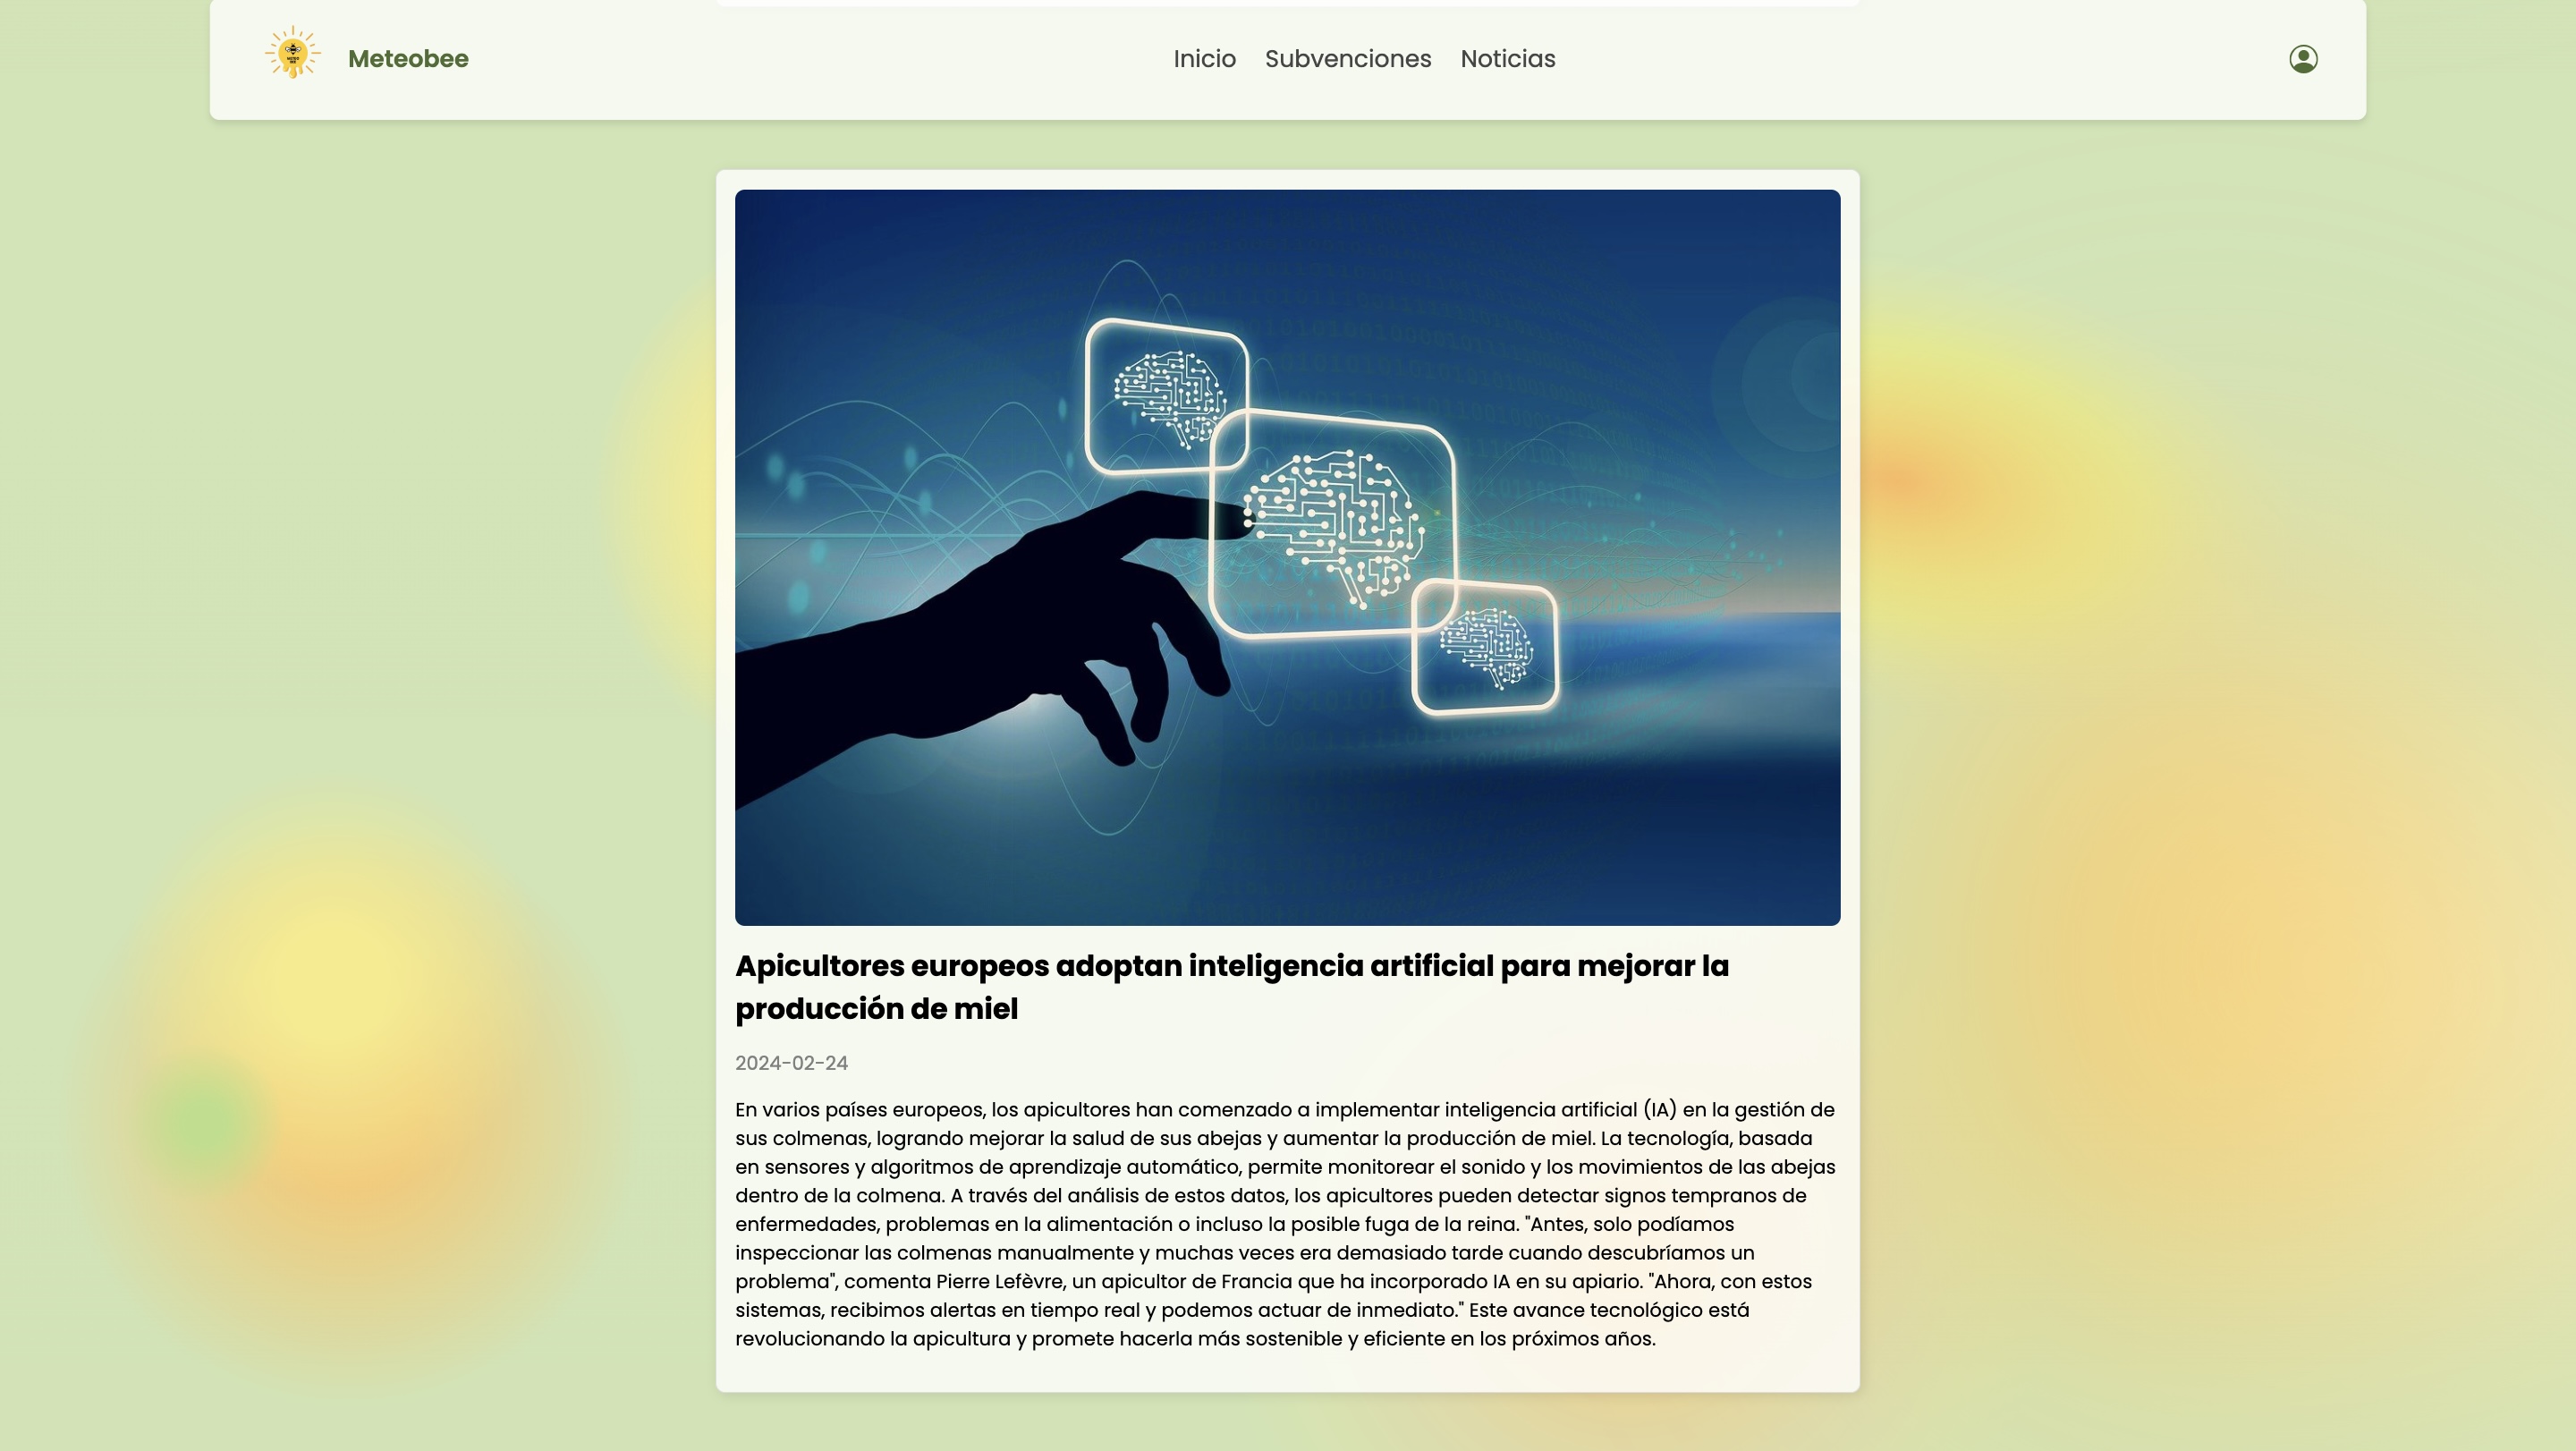 Meteobee
Inicio
Subvenciones
Noticias
Apicultores europeos adoptan inteligencia artificial para mejorar la
producción de miel
2024-02-24
En varios países europeos, los apicultores han comenzado a implementar inteligencia artificial (IA) en la gestión de
sus colmenas, logrando mejorar la salud de sus abejas y aumentar la producción de miel. La tecnología, basada
en sensores y algoritmos de aprendizaje automático, permite monitorear el sonido y los movimientos de las abejas
dentro de la colmena. A través del análisis de estos datos, los apicultores pueden detectar signos tempranos de
enfermedades, problemas en la alimentación o incluso la posible fuga de la reina. "Antes, solo podíamos
inspeccionar las colmenas manualmente y muchas veces era demasiado tarde cuando descubríamos un
problema", comenta Pierre Lefèvre, un apicultor de Francia que ha incorporado IA en su apiario. "Ahora, con estos
sistemas, recibimos alertas en tiempo real y podemos actuar de inmediato." Este avance tecnológico está
revolucionando la apicultura y promete hacerla más sostenible y eficiente en los próximos años.